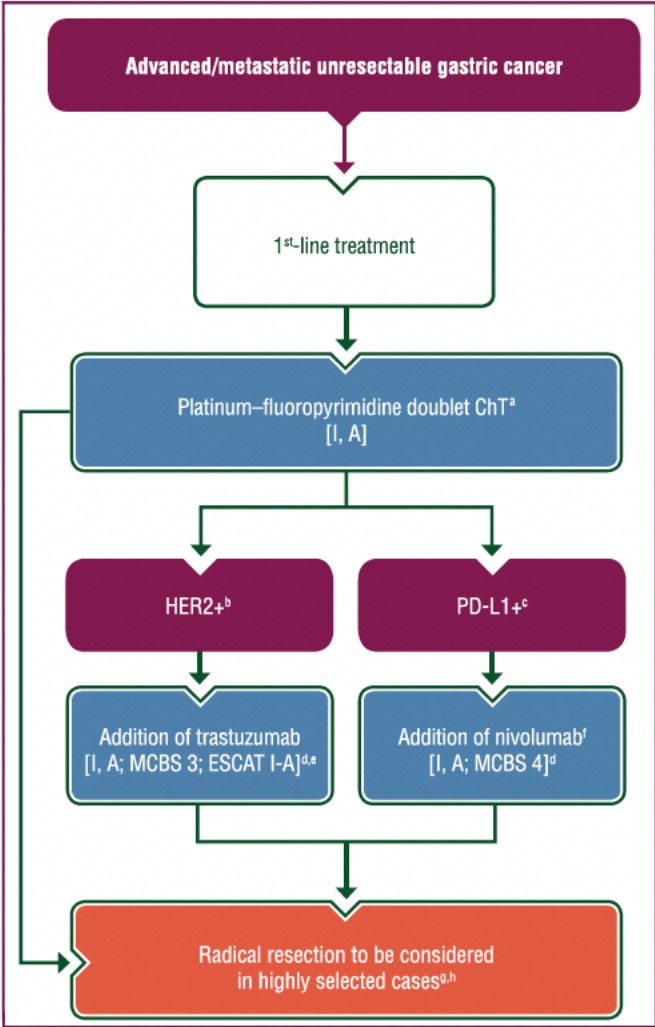 Advanced/metastatic unresectable gastric cancer
1st-line treatment
Platinum–fluoropyrimidine doublet ChTa
[I, A]
HER2+b
PD-L1+c
Addition of trastuzumab
[I, A; MCBS 3; ESCAT I-A]d,e
Addition of nivolumabf
[I, A; MCBS 4]d
Radical resection to be considered
in highly selected casesg,h